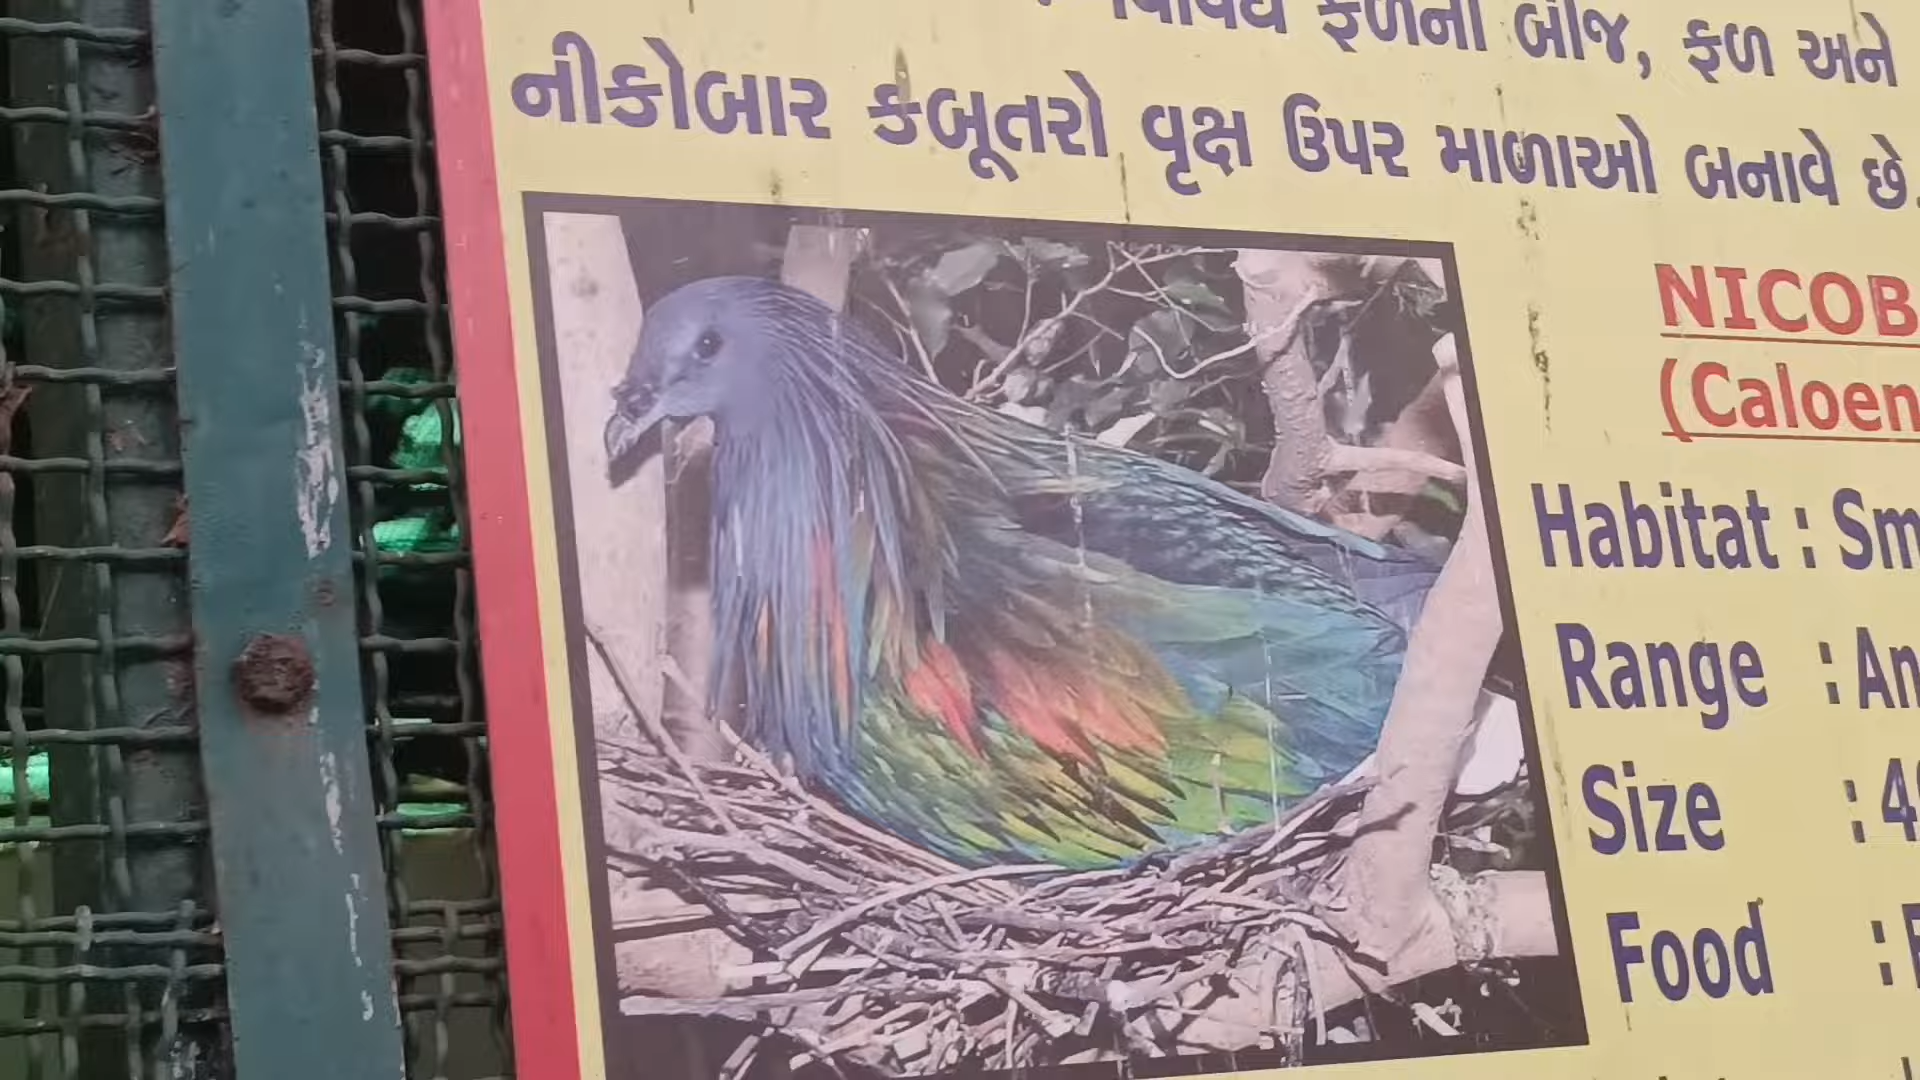 ફળની બીજ, ફળ અને
નીકોબાર કબૂતરો વૃક્ષ ઉપર માળાઓ બનાવે છે.
NICOB
(Caloen
Habitat : Sm
Range : An
Size : 4
Food :